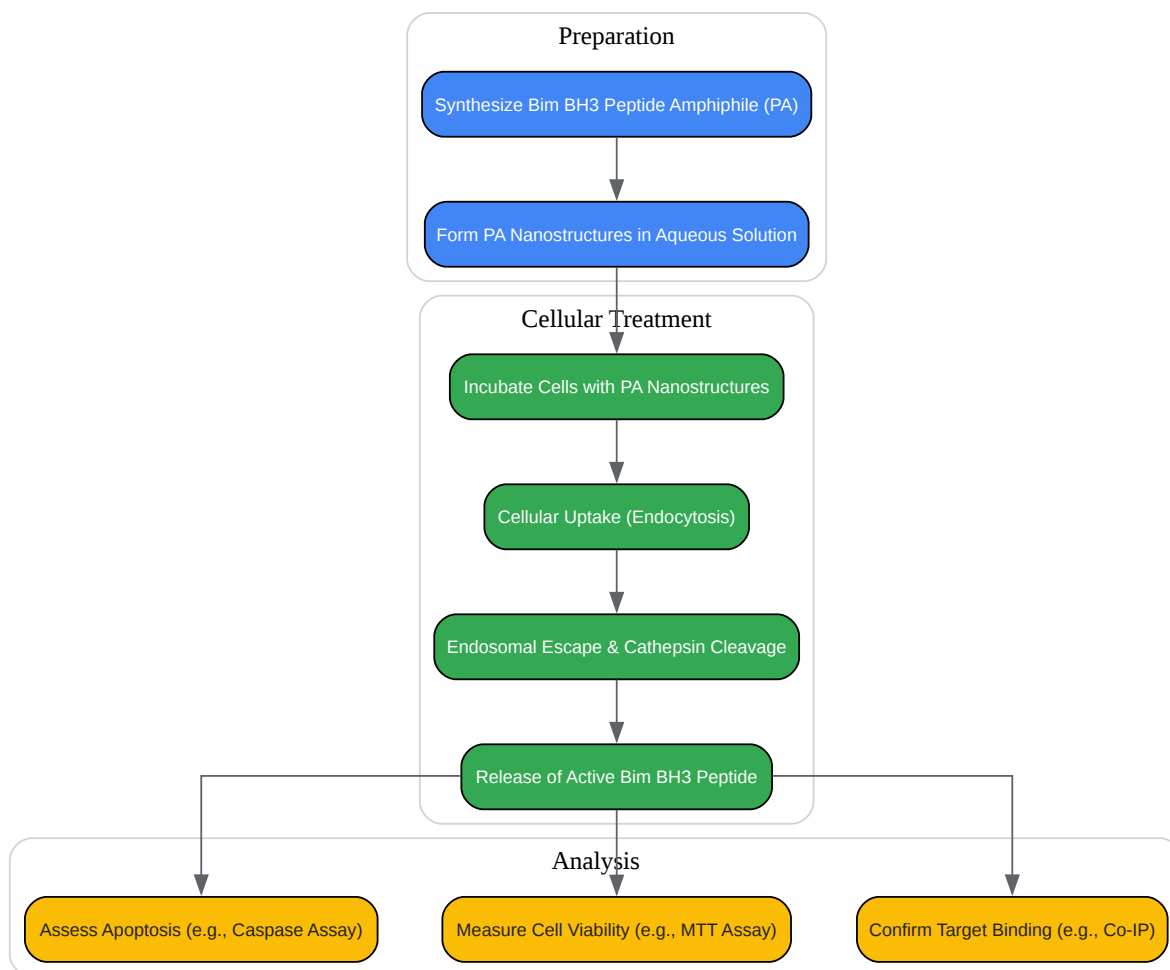 Preparation
Synthesize Bim BH3 Peptide Amphiphile (PA)
Form PA Nanostructures in Aqueous Solution
Cellular Treatment
Incubate Cells with PA Nanostructures
Cellular Uptake (Endocytosis)
Endosomal Escape & Cathepsin Cleavage
Release of Active Bim BH3 Peptide
Analysis
Assess Apoptosis (e.g., Caspase Assay)
Measure Cell Viability (e.g., MTT Assay)
Confirm Target Binding (e.g., Co-IP)